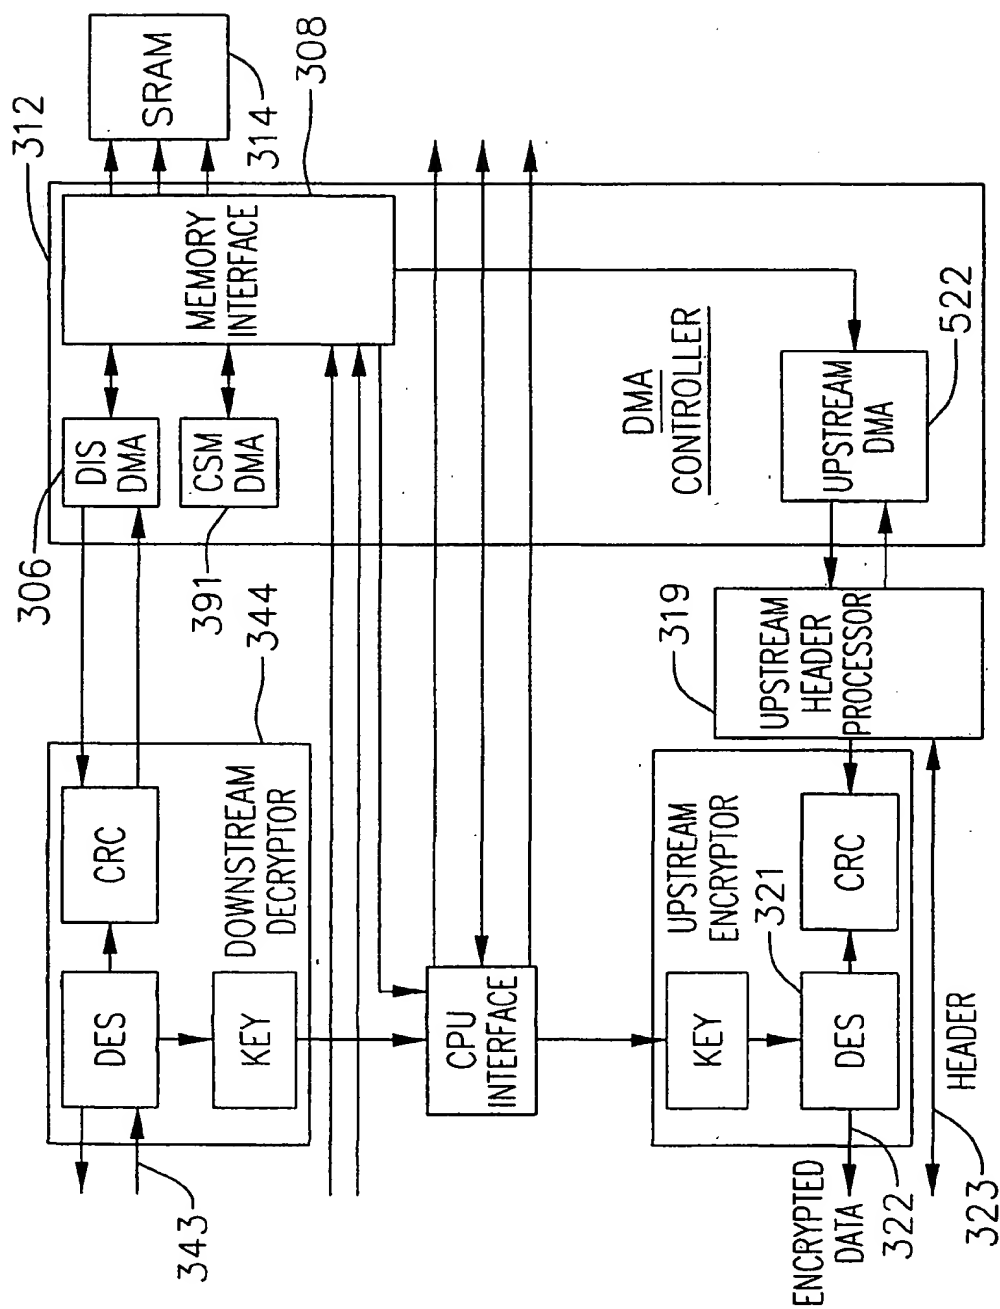 312
SRAM
314
308
MEMORY
INTERFACE
DIS
DMA
CSM
DMA
306
391
344
DMA
CONTROLLER
UPSTREAM
DMA
522
CRC
DES
KEY
DOWNSTREAM
DECRYPTOR
343
CPU
INTERFACE
319
UPSTREAM
HEADER
PROCESSOR
UPSTREAM
ENCRYPTOR
321
KEY
DES
CRC
ENCRYPTED
DATA
322
HEADER
323